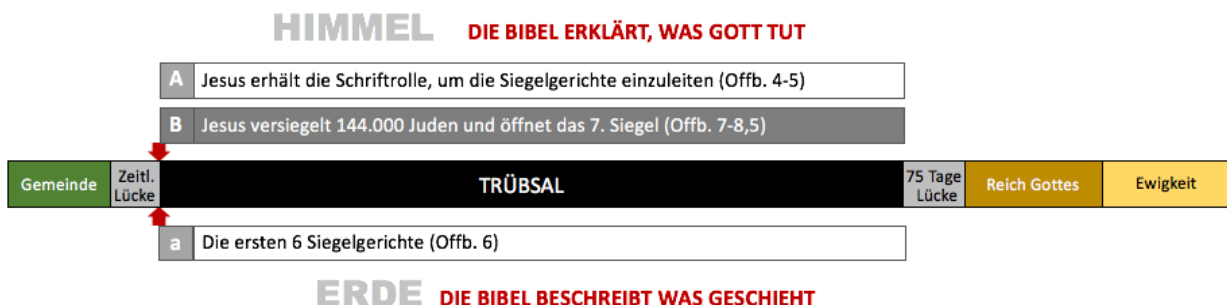 HIMMEL DIE BIBEL ERKLÄRT, WAS GOTT TUT
A Jesus erhält die Schriftrolle, um die Siegelgerichte einzuleiten (Offb. 4-5)
B Jesus versiegelt 144.000 Juden und öffnet das 7. Siegel (Offb. 7-8,5)
Gemeinde
Zeitl.
Lücke
TRÜBSAL
75 Tage
Lücke
Reich Gottes
Ewigkeit
a Die ersten 6 Siegelgerichte (Offb. 6)
ERDE DIE BIBEL BESCHREIBT WAS GESCHIEHT